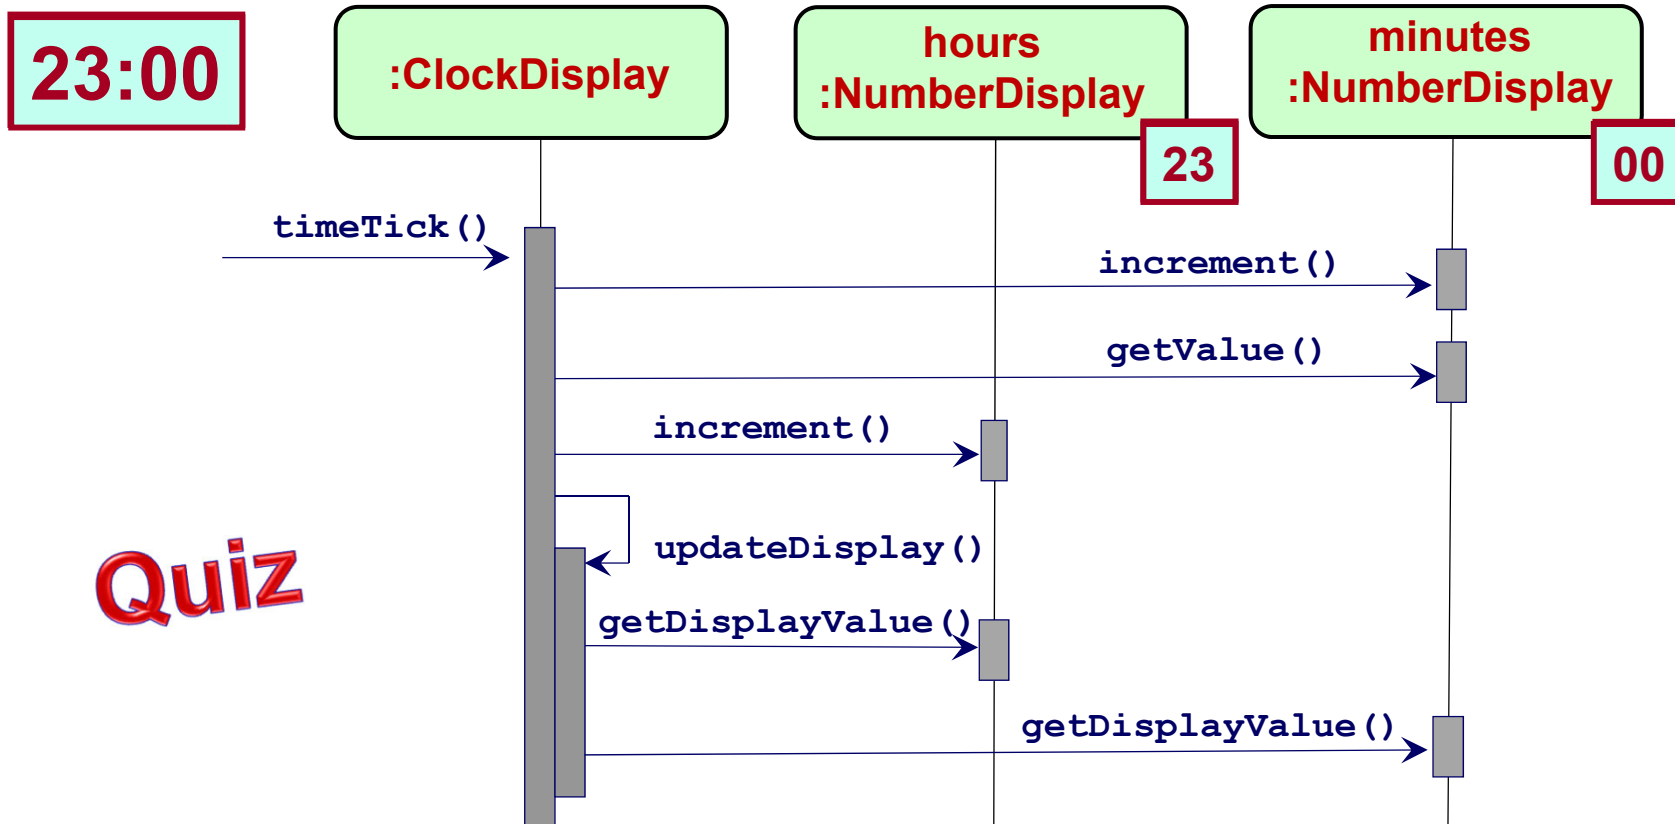 23:00
:ClockDisplay
hours
:NumberDisplay
23
minutes
:NumberDisplay
00
timeTick()
increment()
getValue()
increment()
updateDisplay()
Quiz
getDisplayValue()
getDisplayValue()